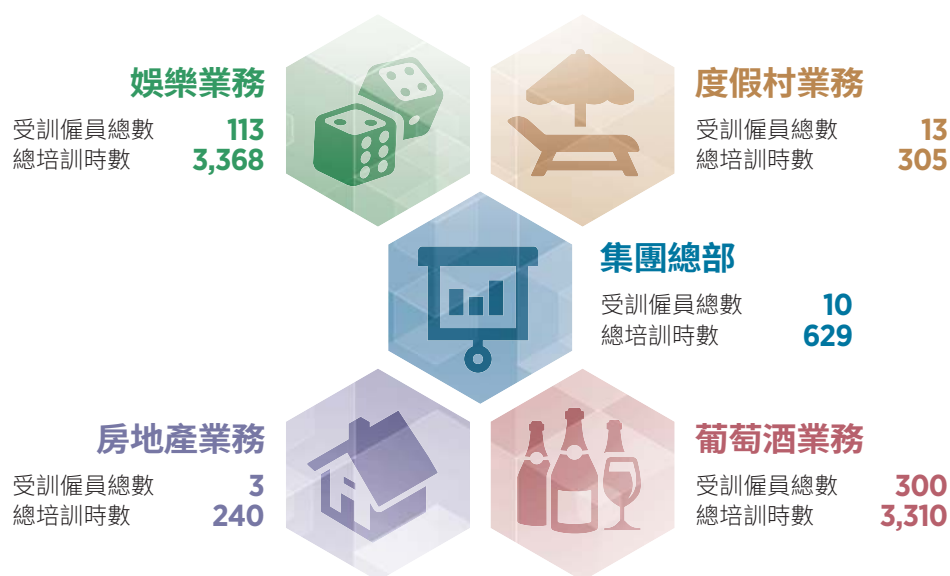 娛樂業務
受訓僱員總數 113
總培訓時數 3,368
度假村業務
受訓僱員總數 13
總培訓時數 305
集團總部
受訓僱員總數 10
總培訓時數 629
房地產業務
受訓僱員總數 3
總培訓時數 240
葡萄酒業務
受訓僱員總數 300
總培訓時數 3,310